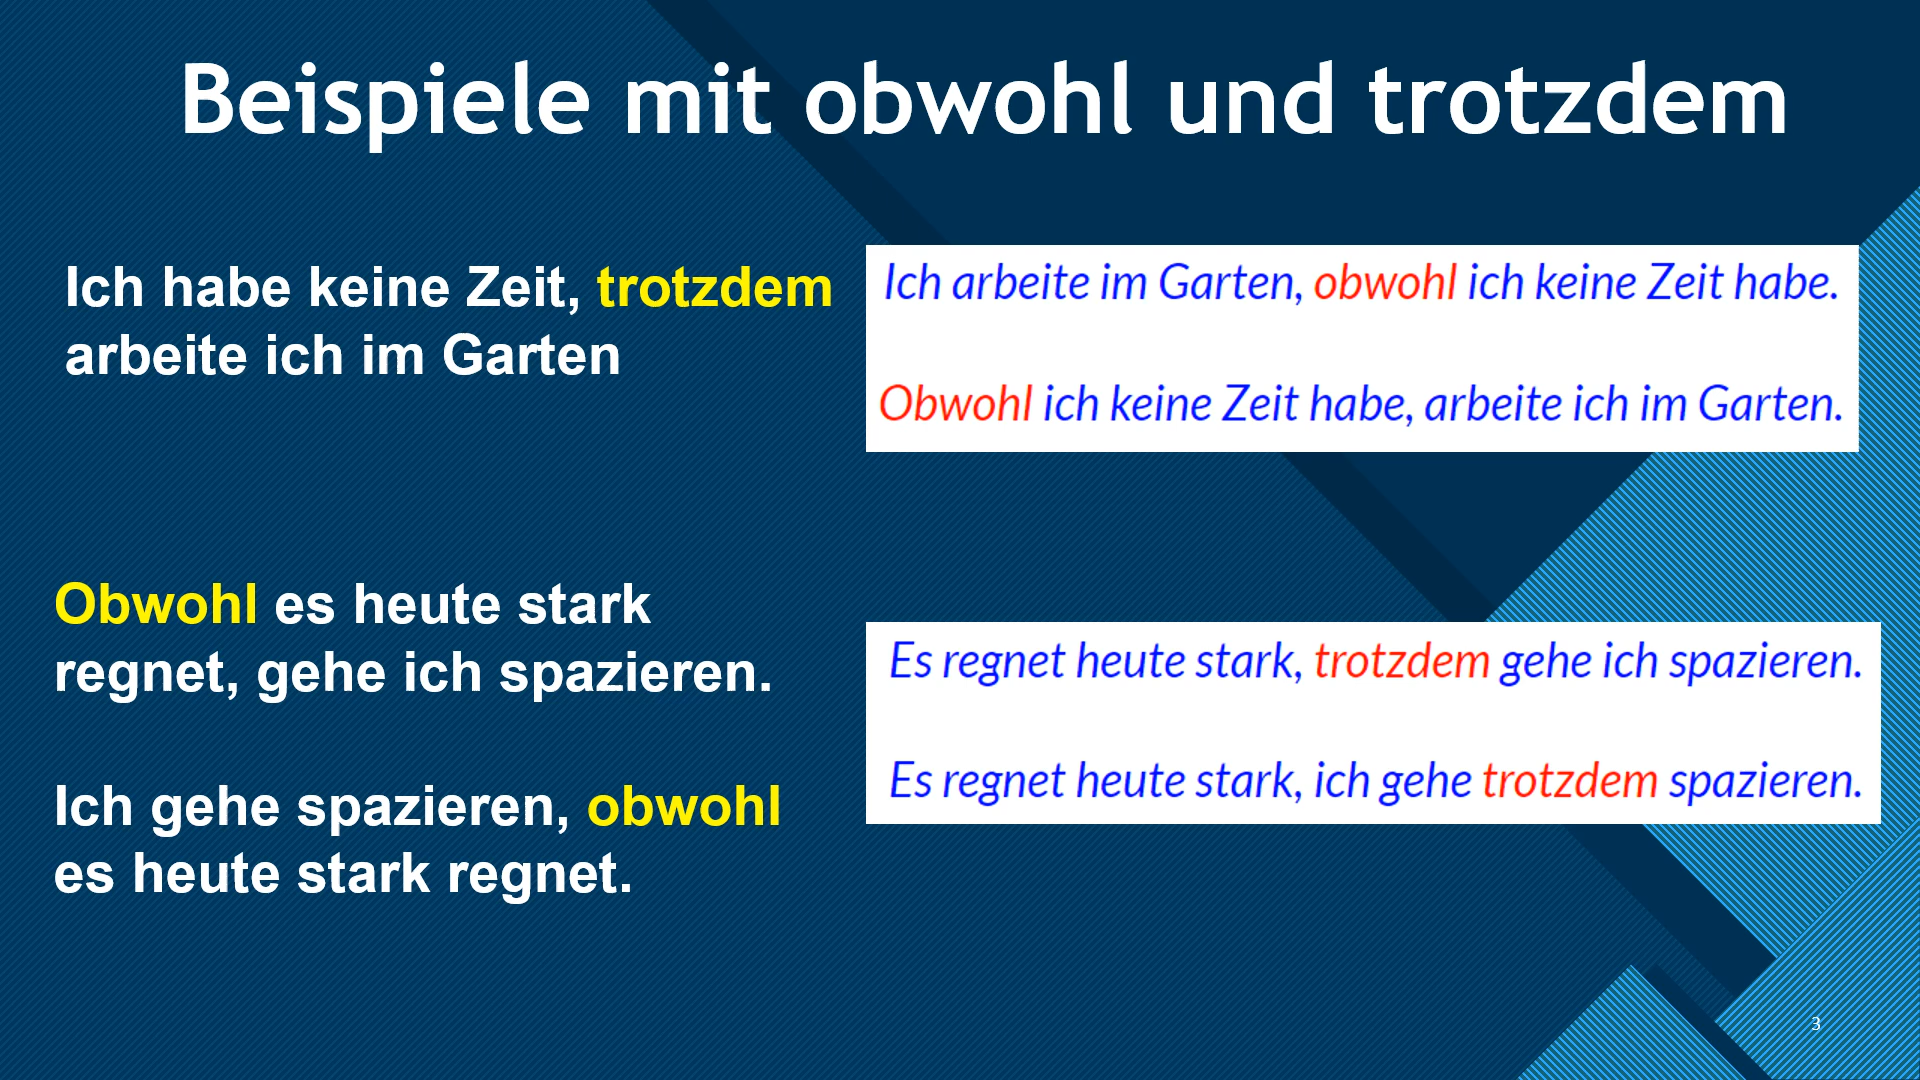 Beispiele mit obwohl und trotzdem
Ich habe keine Zeit, trotzdem
arbeite ich im Garten
Ich arbeite im Garten, obwohl ich keine Zeit habe.
Obwohl ich keine Zeit habe, arbeite ich im Garten.
Obwohl es heute stark
regnet, gehe ich spazieren.
Ich gehe spazieren, obwohl
es heute stark regnet.
Es regnet heute stark, trotzdem gehe ich spazieren.
Es regnet heute stark, ich gehe trotzdem spazieren.
3